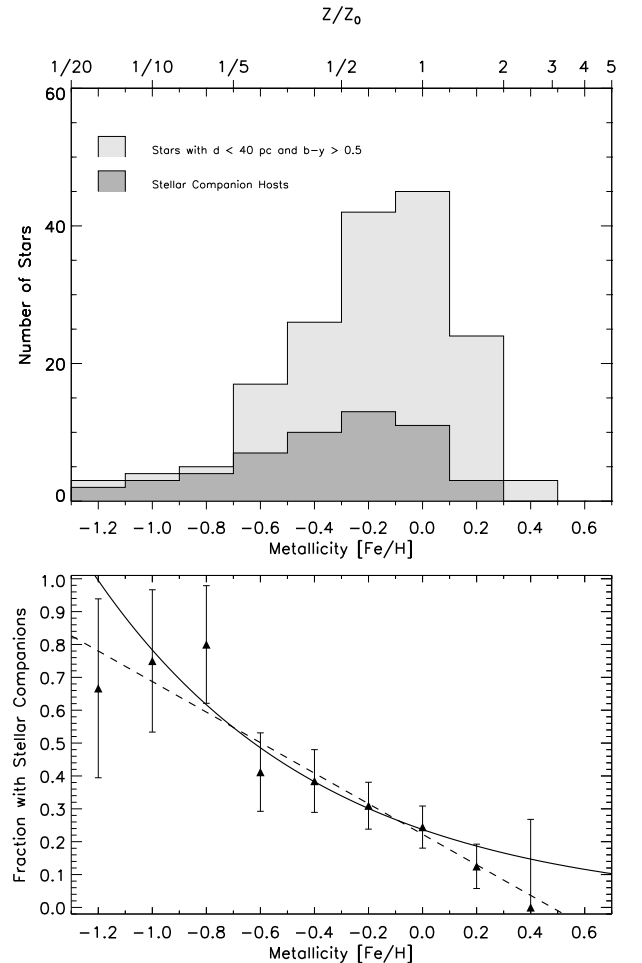 Z/Z₀
1/20 1/10 1/5 1/2 1 2 3 4 5
60
40
20
0
Number of Stars
Stars with d < 40 pc and b-y > 0.5
Stellar Companion Hosts
-1.2 -1.0 -0.8 -0.6 -0.4 -0.2 0.0 0.2 0.4 0.6
Metallicity [Fe/H]
1.0
0.9
0.8
0.7
0.6
0.5
0.4
0.3
0.2
0.1
0.0
Fraction with Stellar Companions
-1.2 -1.0 -0.8 -0.6 -0.4 -0.2 0.0 0.2 0.4 0.6
Metallicity [Fe/H]